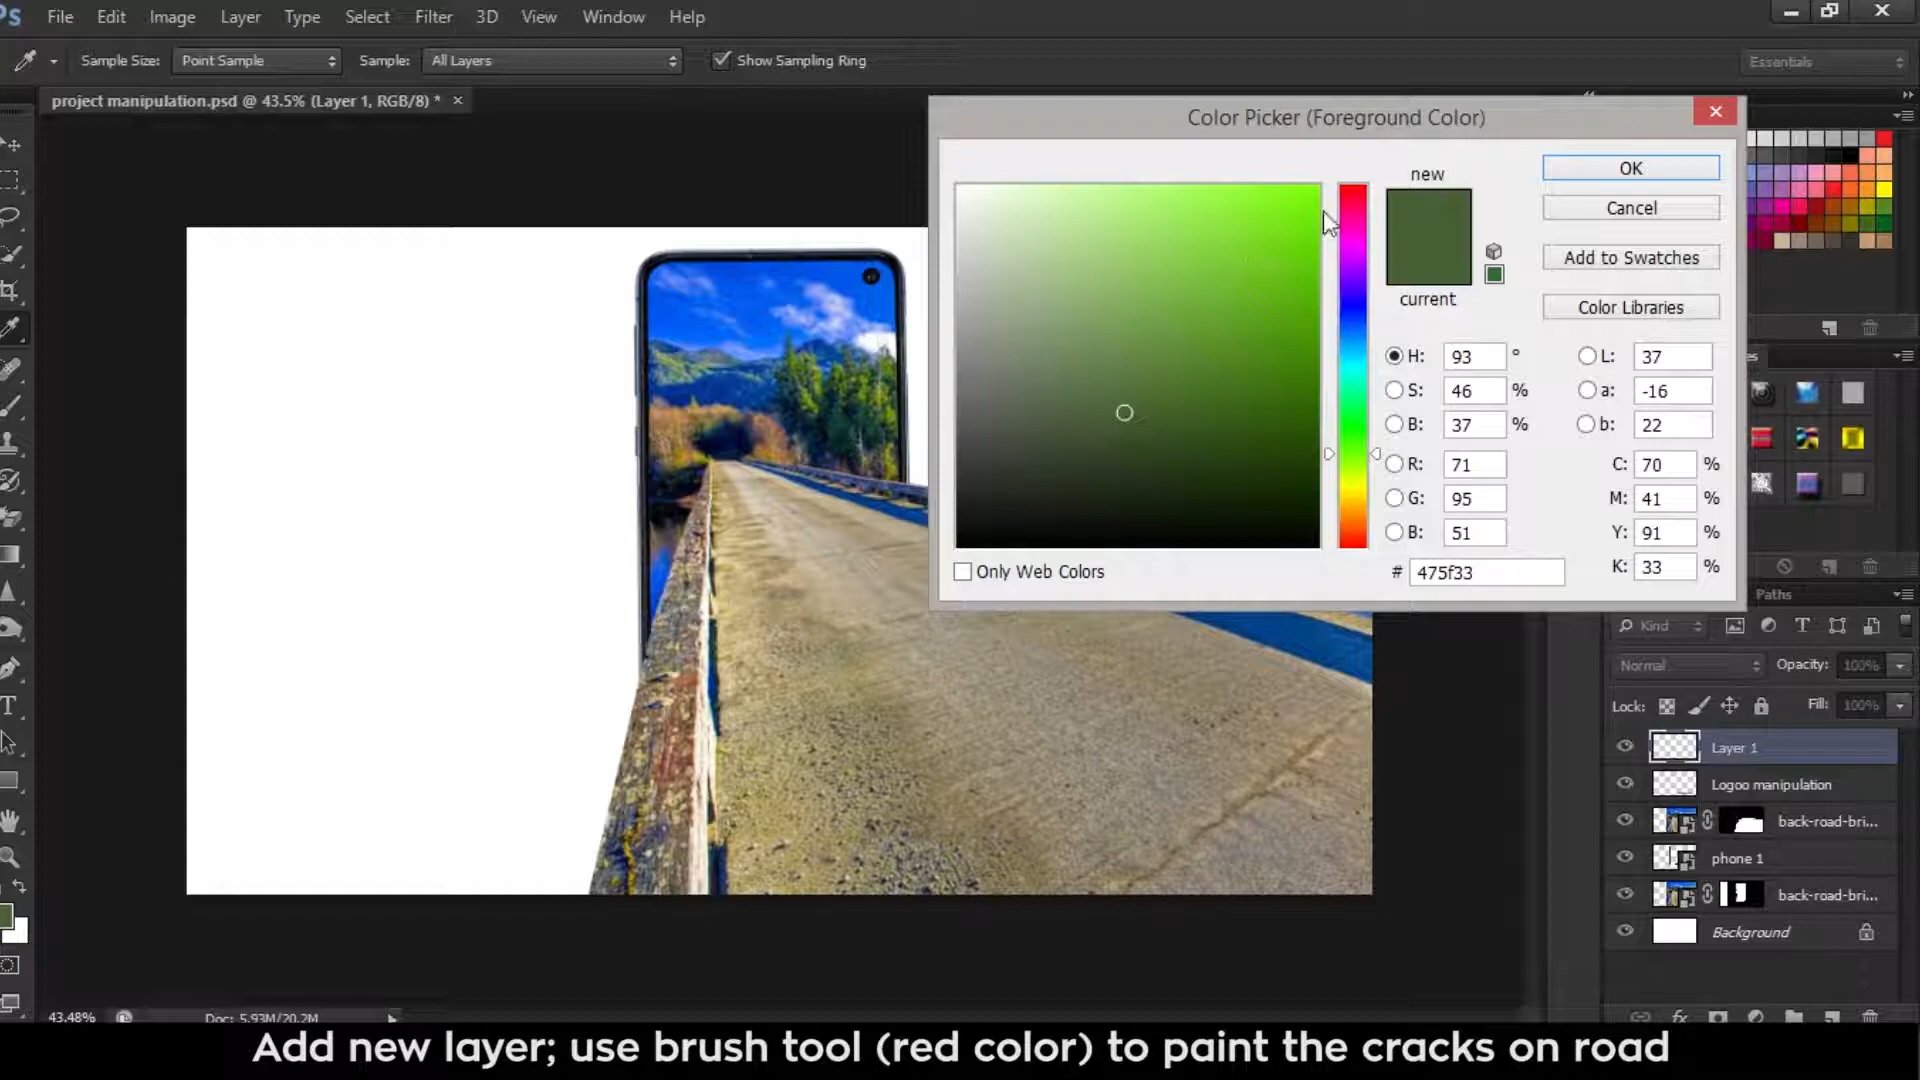 Ps File Edit Image Layer Type Select Filter 3D View Window Help
Sample Size: Point Sample Sample: All Layers Show Sampling Ring Essentials
project manipulation.psd @ 43.5% (Layer 1, RGB/8) *
Color Picker (Foreground Color)
new
OK
Cancel
Add to Swatches
current
Color Libraries
H: 93 ° L: 37
S: 46 % a: -16
B: 37 % b: 22
R: 71 C: 70 %
G: 95 M: 41 %
B: 51 Y: 91 %
Only Web Colors # 475f33 K: 33 %
Paths
Kind
Normal Opacity: 100%
Lock: Fill: 100%
Layer 1
Logoo manipulation
back-road-bri...
phone 1
back-road-bri...
Background
43.48% Doc: 5.93M/20.2M
Add new layer; use brush tool (red color) to paint the cracks on road